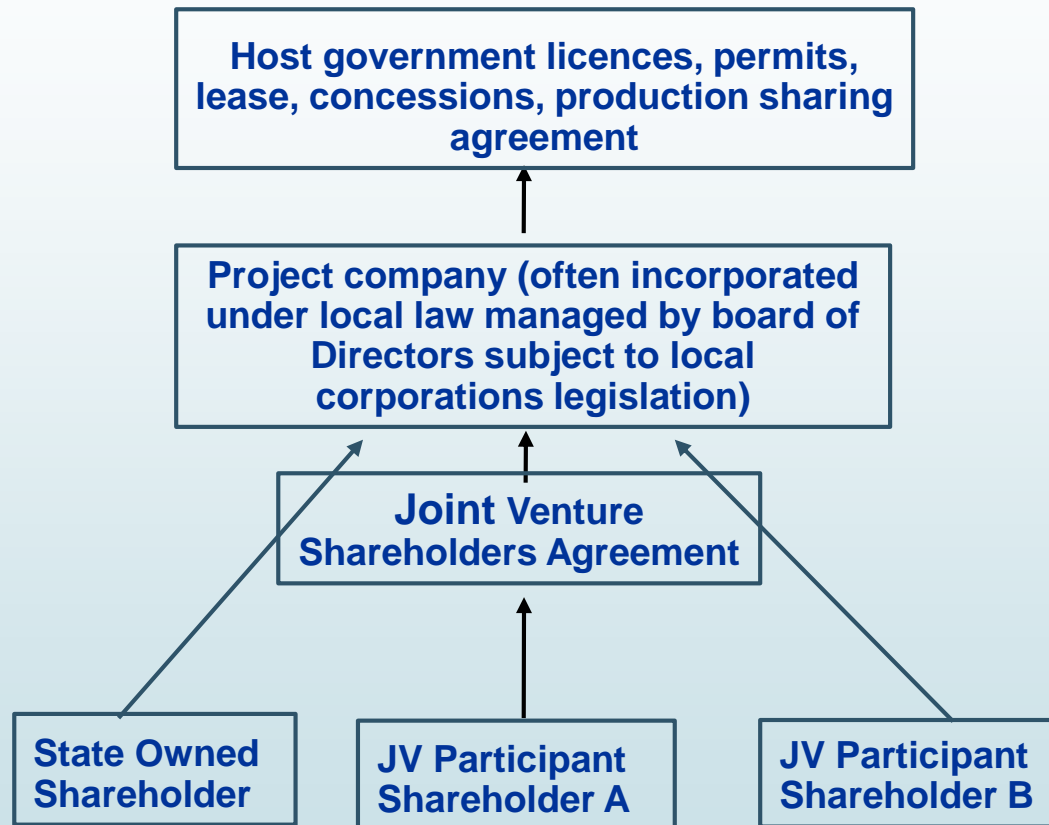 Host government licences, permits,
lease, concessions, production sharing
agreement
Project company (often incorporated
under local law managed by board of
Directors subject to local
corporations legislation)
Joint Venture
Shareholders Agreement
State Owned
Shareholder
JV Participant
Shareholder A
JV Participant
Shareholder B